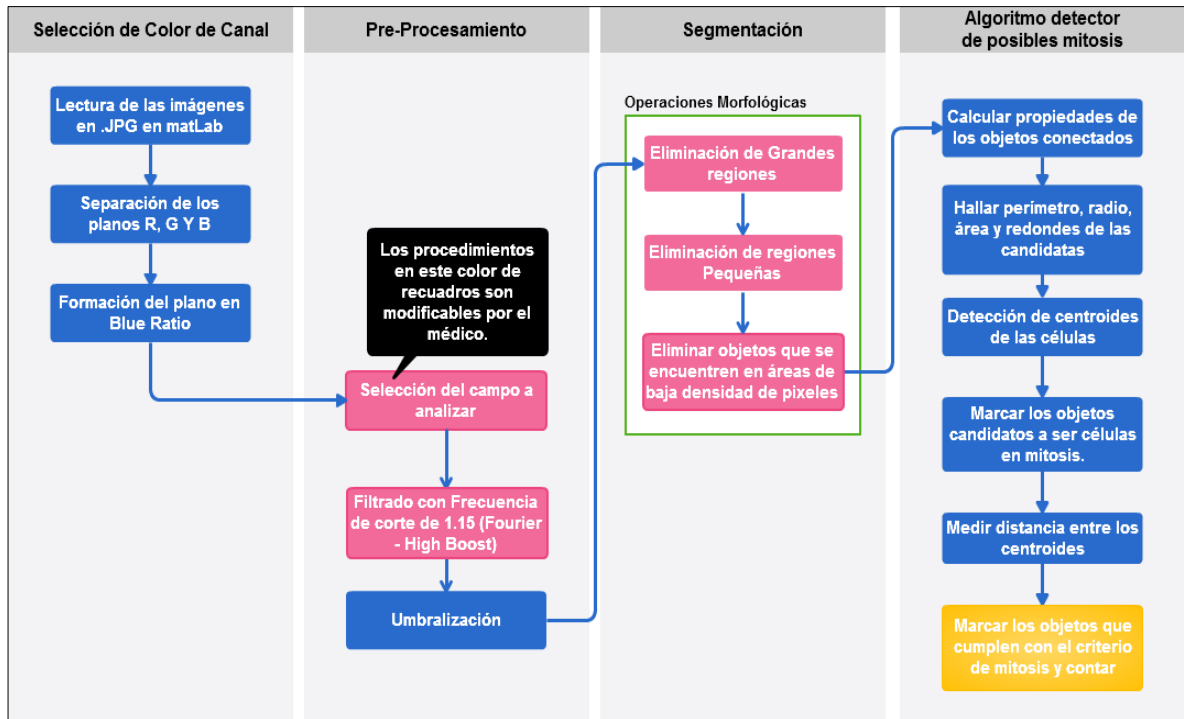 Selección de Color de Canal
Lectura de las imágenes
en .JPG en matLab
Separación de los
planos R, G Y B
Formación del plano en
Blue Ratio
Pre-Procesamiento
Los procedimientos
en este color de
recuadros son
modificables por el
médico.
Selección del campo a
analizar
Filtrado con Frecuencia
de corte de 1.15 (Fourier
- High Boost)
Umbralización
Segmentación
Operaciones Morfológicas
Eliminación de Grandes
regiones
Eliminación de regiones
Pequeñas
Eliminar objetos que se
encuentren en áreas de
baja densidad de pixeles
Algoritmo detector
de posibles mitosis
Calcular propiedades de
los objetos conectados
Hallar perímetro, radio,
área y redondes de las
candidatas
Detección de centroides
de las células
Marcar los objetos
candidatos a ser células
en mitosis.
Medir distancia entre los
centroides
Marcar los objetos que
cumplen con el criterio
de mitosis y contar